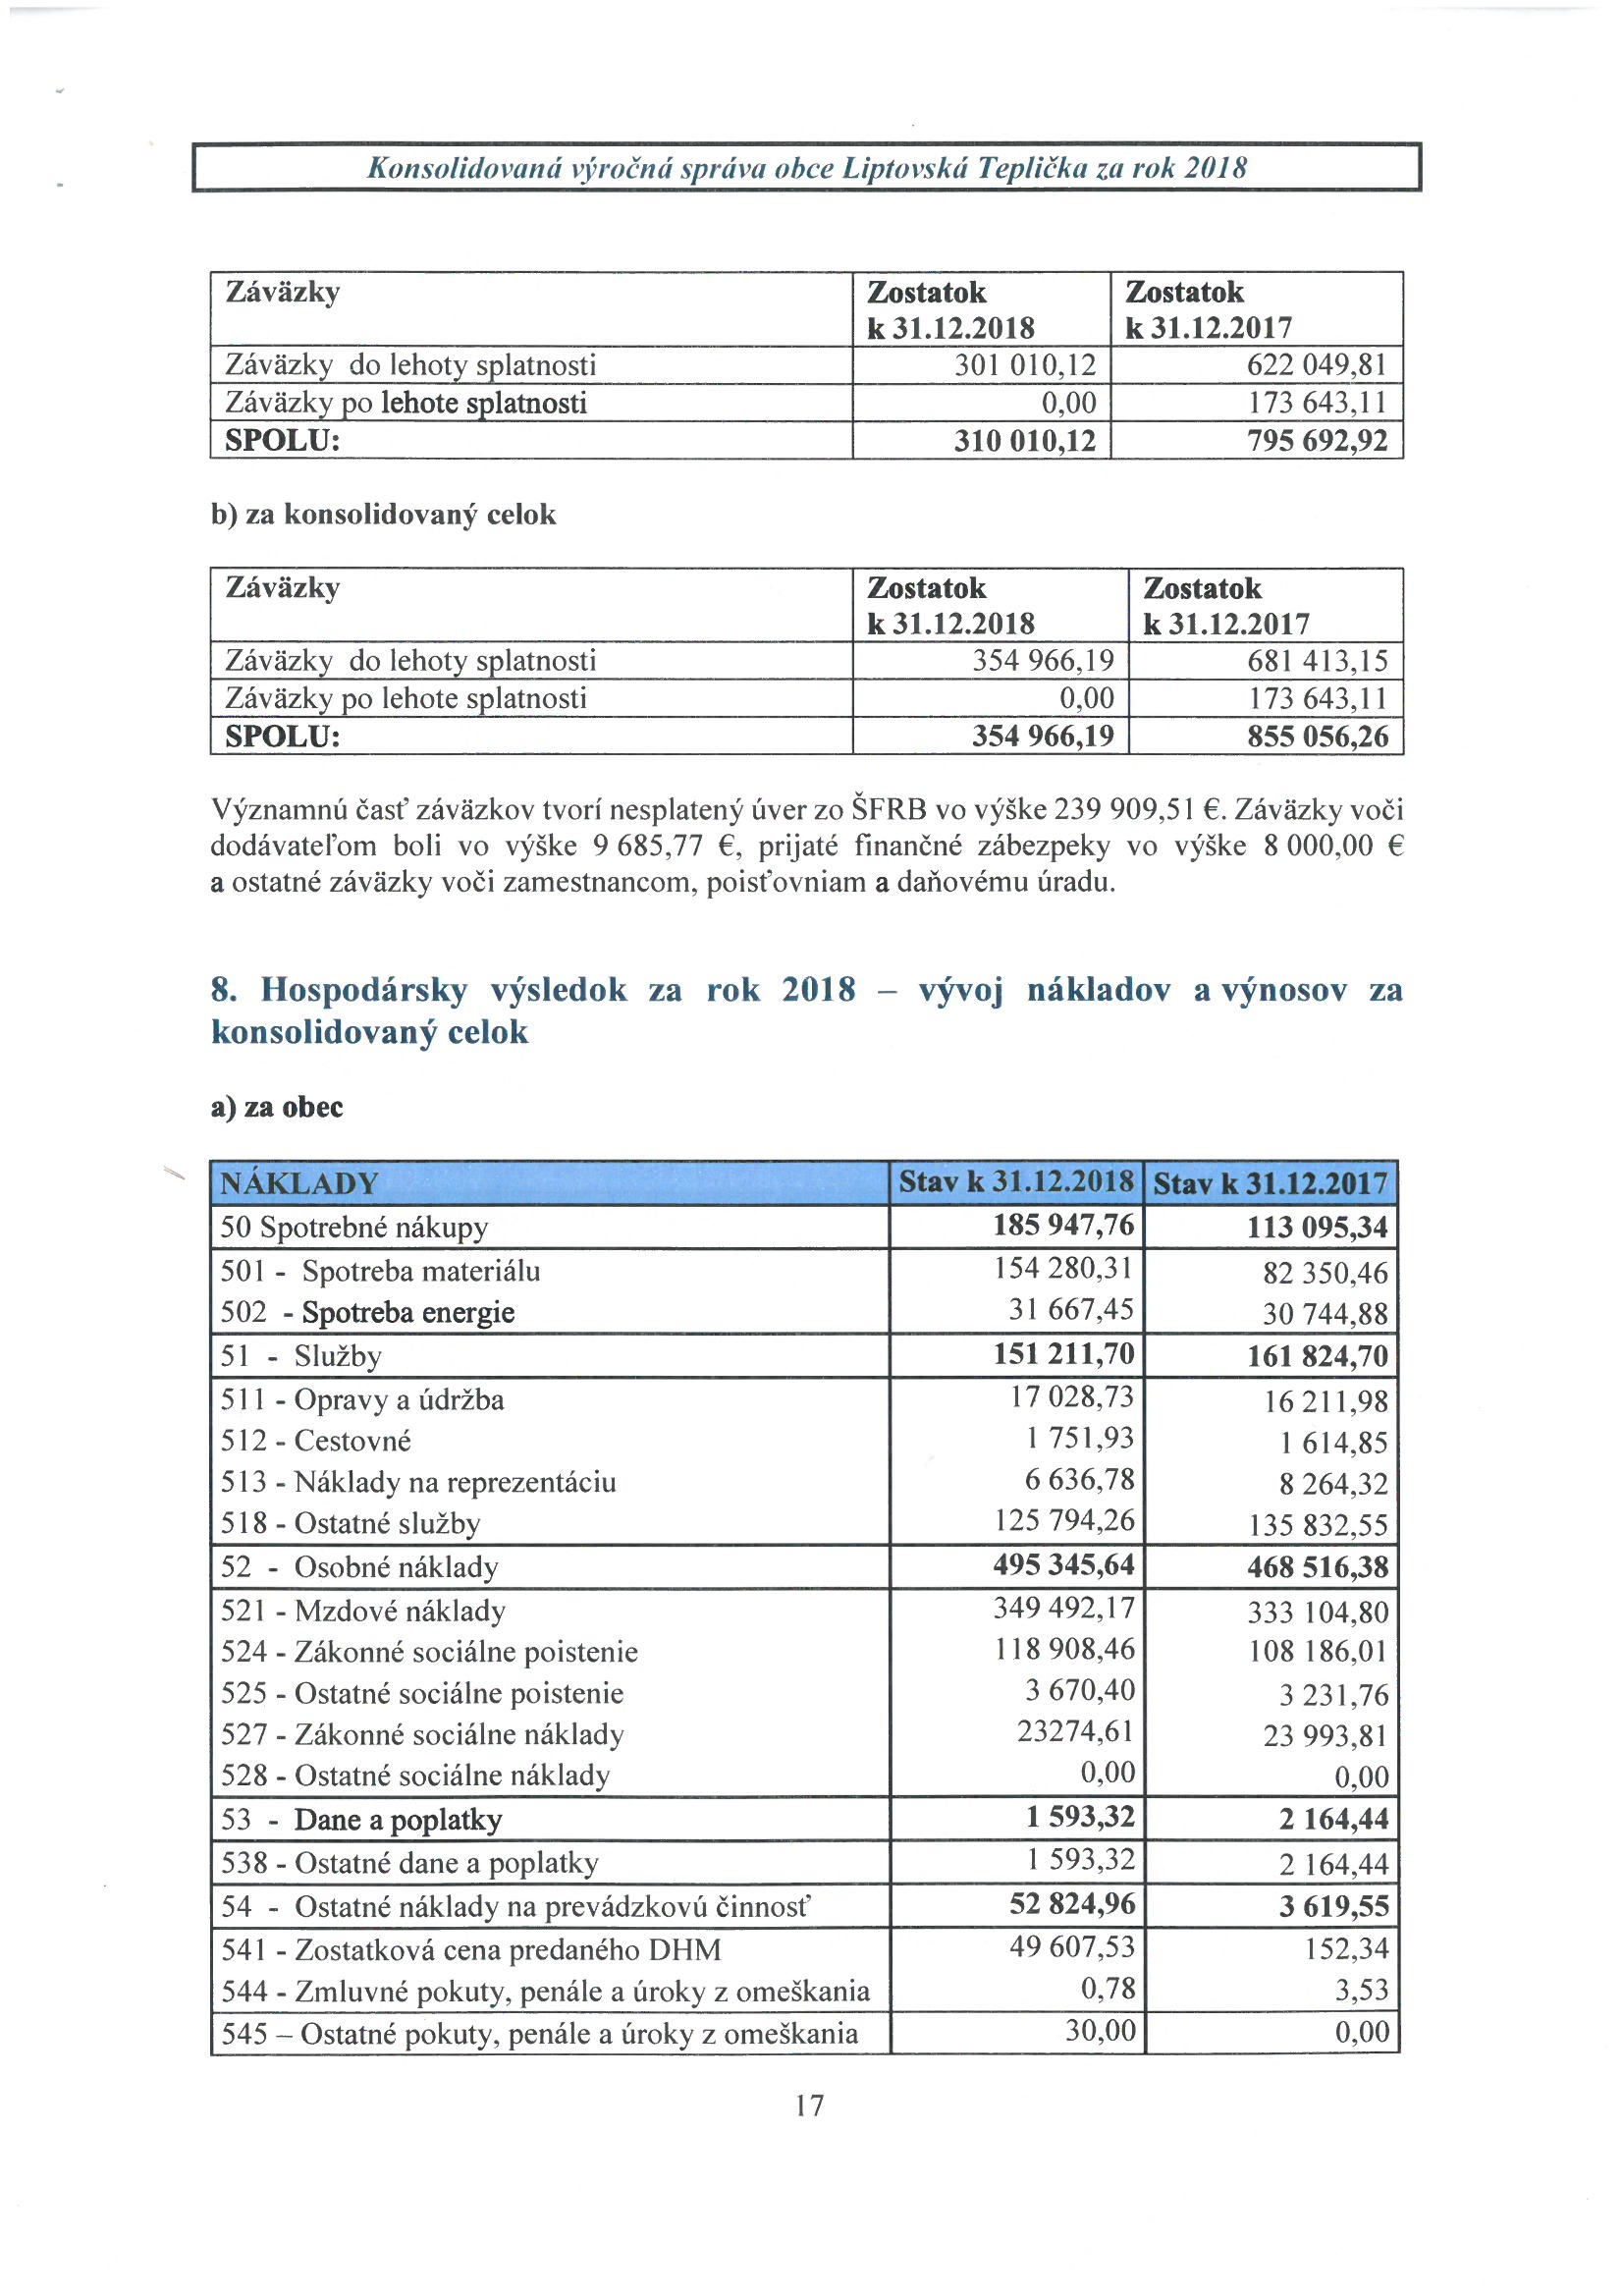 Konsolidovaná výročná správa obce Liptovská Teplička za rok 2018
Záväzky Zostatok k 31.12.2018 Zostatok k 31.12.2017
Záväzky do lehoty splatnosti 301 010,12 622 049,81
Záväzky po lehote splatnosti 0,00 173 643,11
SPOLU: 310 010,12 795 692,92
b) za konsolidovaný celok
Záväzky Zostatok k 31.12.2018 Zostatok k 31.12.2017
Záväzky do lehoty splatnosti 354 966,19 681 413,15
Záväzky po lehote splatnosti 0,00 173 643,11
SPOLU: 354 966,19 855 056,26
Významnú časť záväzkov tvorí nesplatený úver zo ŠFRB vo výške 239 909,51 €. Záväzky voči
dodávateľom boli vo výške 9 685,77 €, prijaté finančné zábezpeky vo výške 8 000,00 €
a ostatné záväzky voči zamestnancom, poisťovniam a daňovému úradu.
8. Hospodársky výsledok za rok 2018 – vývoj nákladov a výnosov za
konsolidovaný celok
a) za obec
NÁKLADY Stav k 31.12.2018 Stav k 31.12.2017
50 Spotrebné nákupy 185 947,76 113 095,34
501 - Spotreba materiálu 154 280,31 82 350,46
502 - Spotreba energie 31 667,45 30 744,88
51 - Služby 151 211,70 161 824,70
511 - Opravy a údržba 17 028,73 16 211,98
512 - Cestovné 1 751,93 1 614,85
513 - Náklady na reprezentáciu 6 636,78 8 264,32
518 - Ostatné služby 125 794,26 135 832,55
52 - Osobné náklady 495 345,64 468 516,38
521 - Mzdové náklady 349 492,17 333 104,80
524 - Zákonné sociálne poistenie 118 908,46 108 186,01
525 - Ostatné sociálne poistenie 3 670,40 3 231,76
527 - Zákonné sociálne náklady 23274,61 23 993,81
528 - Ostatné sociálne náklady 0,00 0,00
53 - Dane a poplatky 1 593,32 2 164,44
538 - Ostatné dane a poplatky 1 593,32 2 164,44
54 - Ostatné náklady na prevádzkovú činnosť 52 824,96 3 619,55
541 - Zostatková cena predaného DHM 49 607,53 152,34
544 - Zmluvné pokuty, penále a úroky z omeškania 0,78 3,53
545 – Ostatné pokuty, penále a úroky z omeškania 30,00 0,00
17